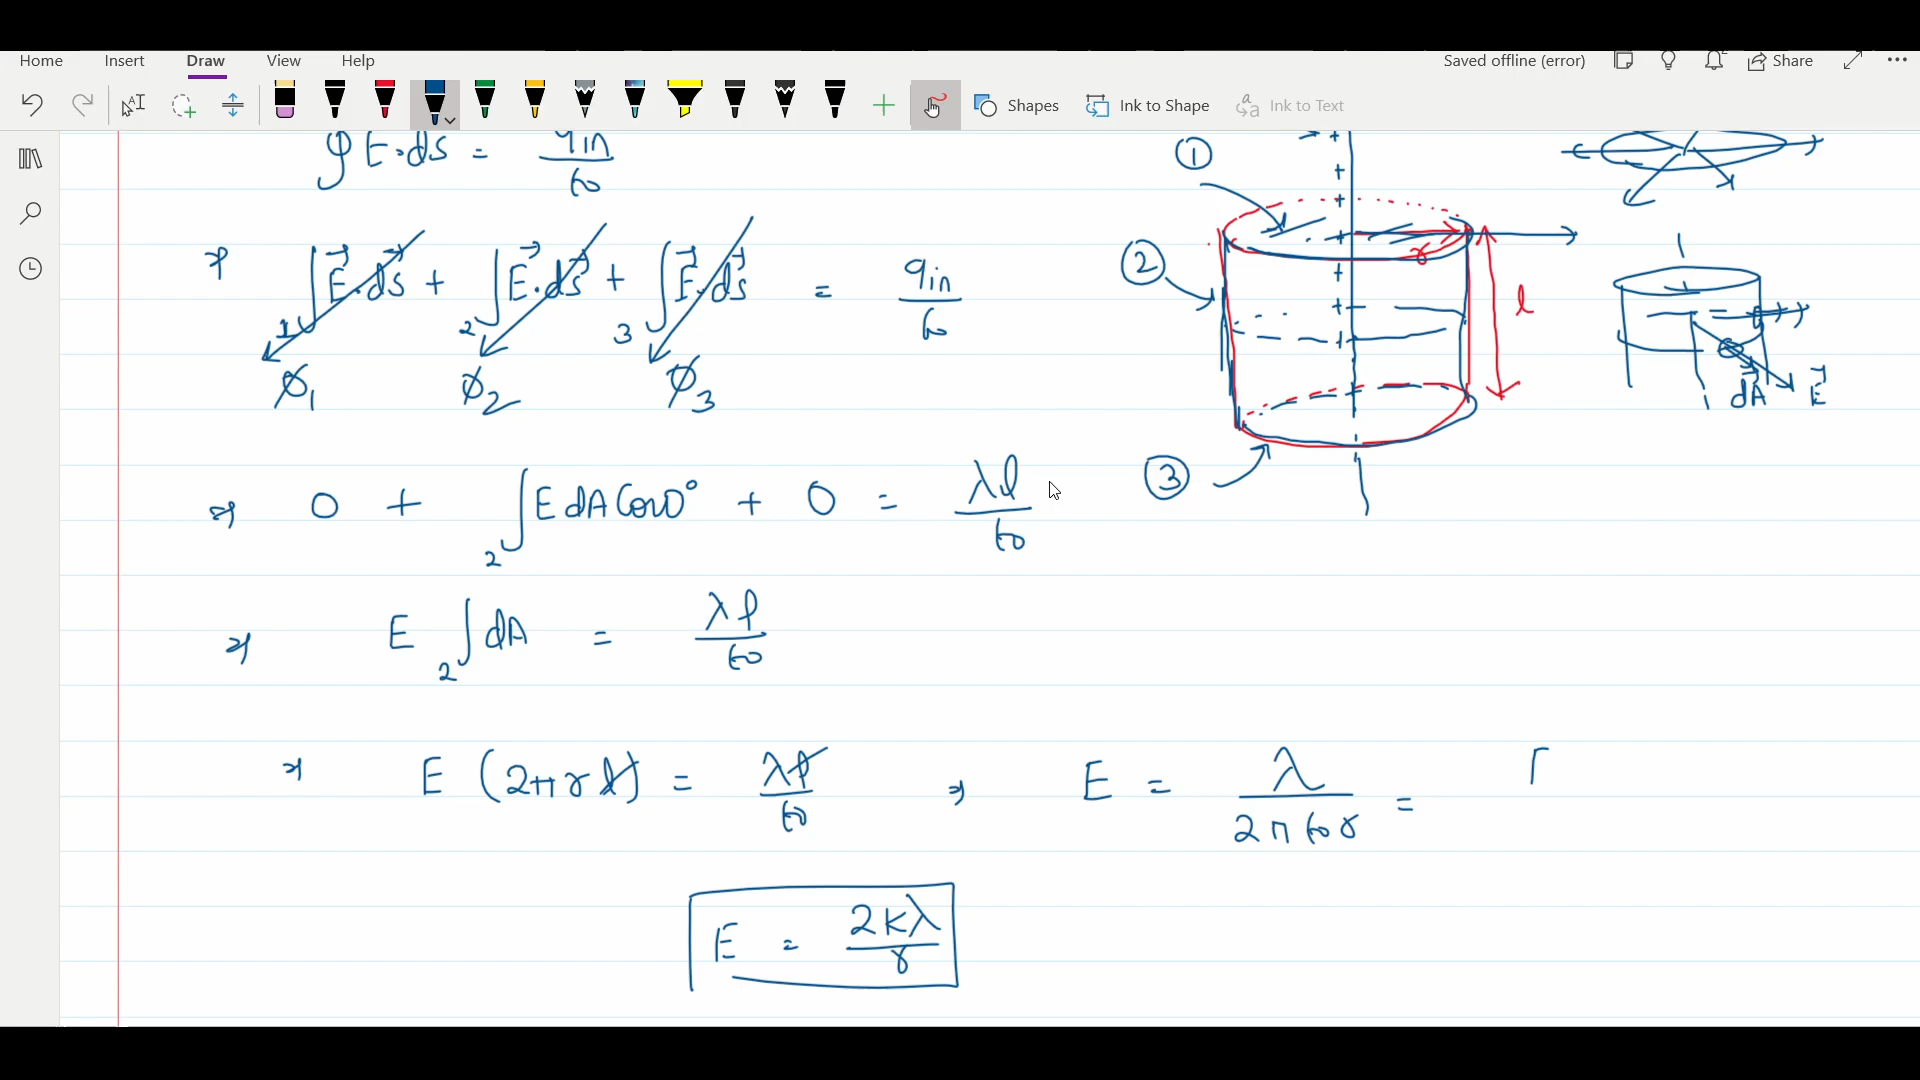 Home Insert Draw View Help Saved offline (error) Share
Ink to Shape Ink to Text Shapes
∮ E⃗·ds = qin/ε0
⇒ ∫1 E⃗·ds⃗ + ∫2 E⃗·ds⃗ + ∫3 E⃗·ds⃗ = qin/ε0
ϕ1 ϕ2 ϕ3
⇒ 0 + ∫2 E dA Cos0° + 0 = λl/ε0
⇒ E ∫2 dA = λl/ε0
⇒ E (2πrl) = λl/ε0 ⇒ E = λ/2πε0r =
E = 2Kλ/r
1
2
3
r
l
dA⃗ E⃗